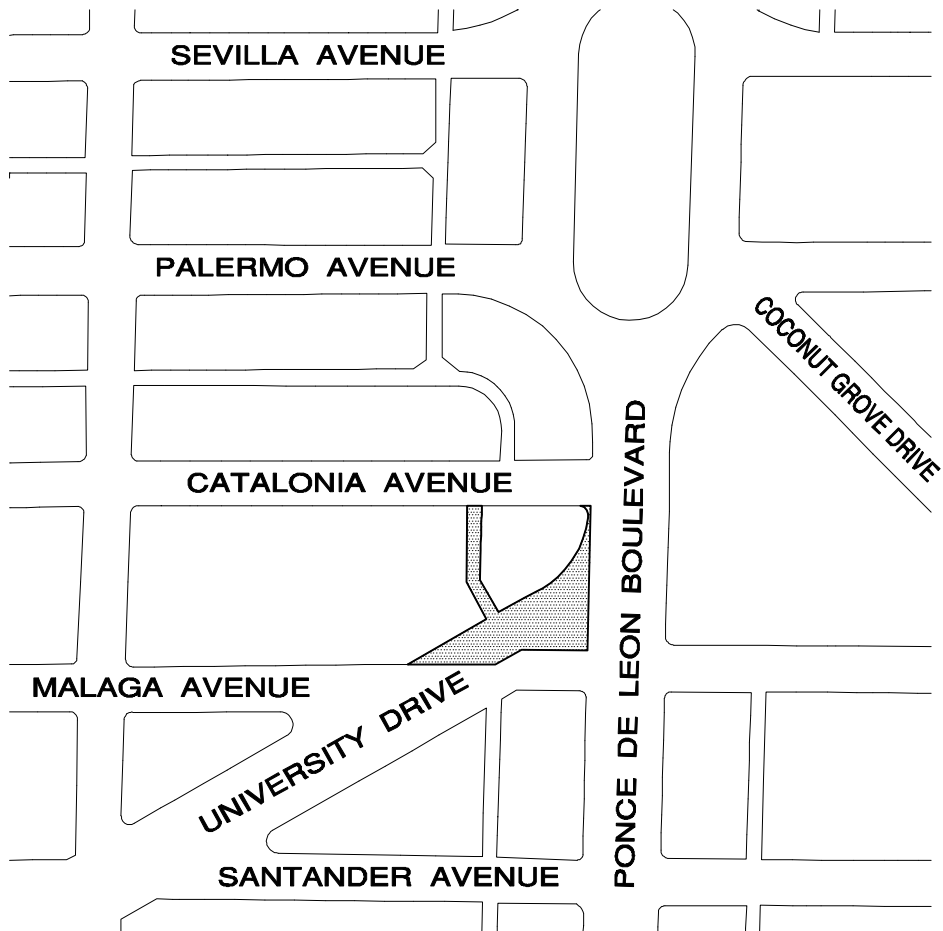 SEVILLA AVENUE
PALERMO AVENUE
COCONUT GROVE DRIVE
PONCE DE LEON BOULEVARD
CATALONIA AVENUE
MALAGA AVENUE
UNIVERSITY DRIVE
SANTANDER AVENUE